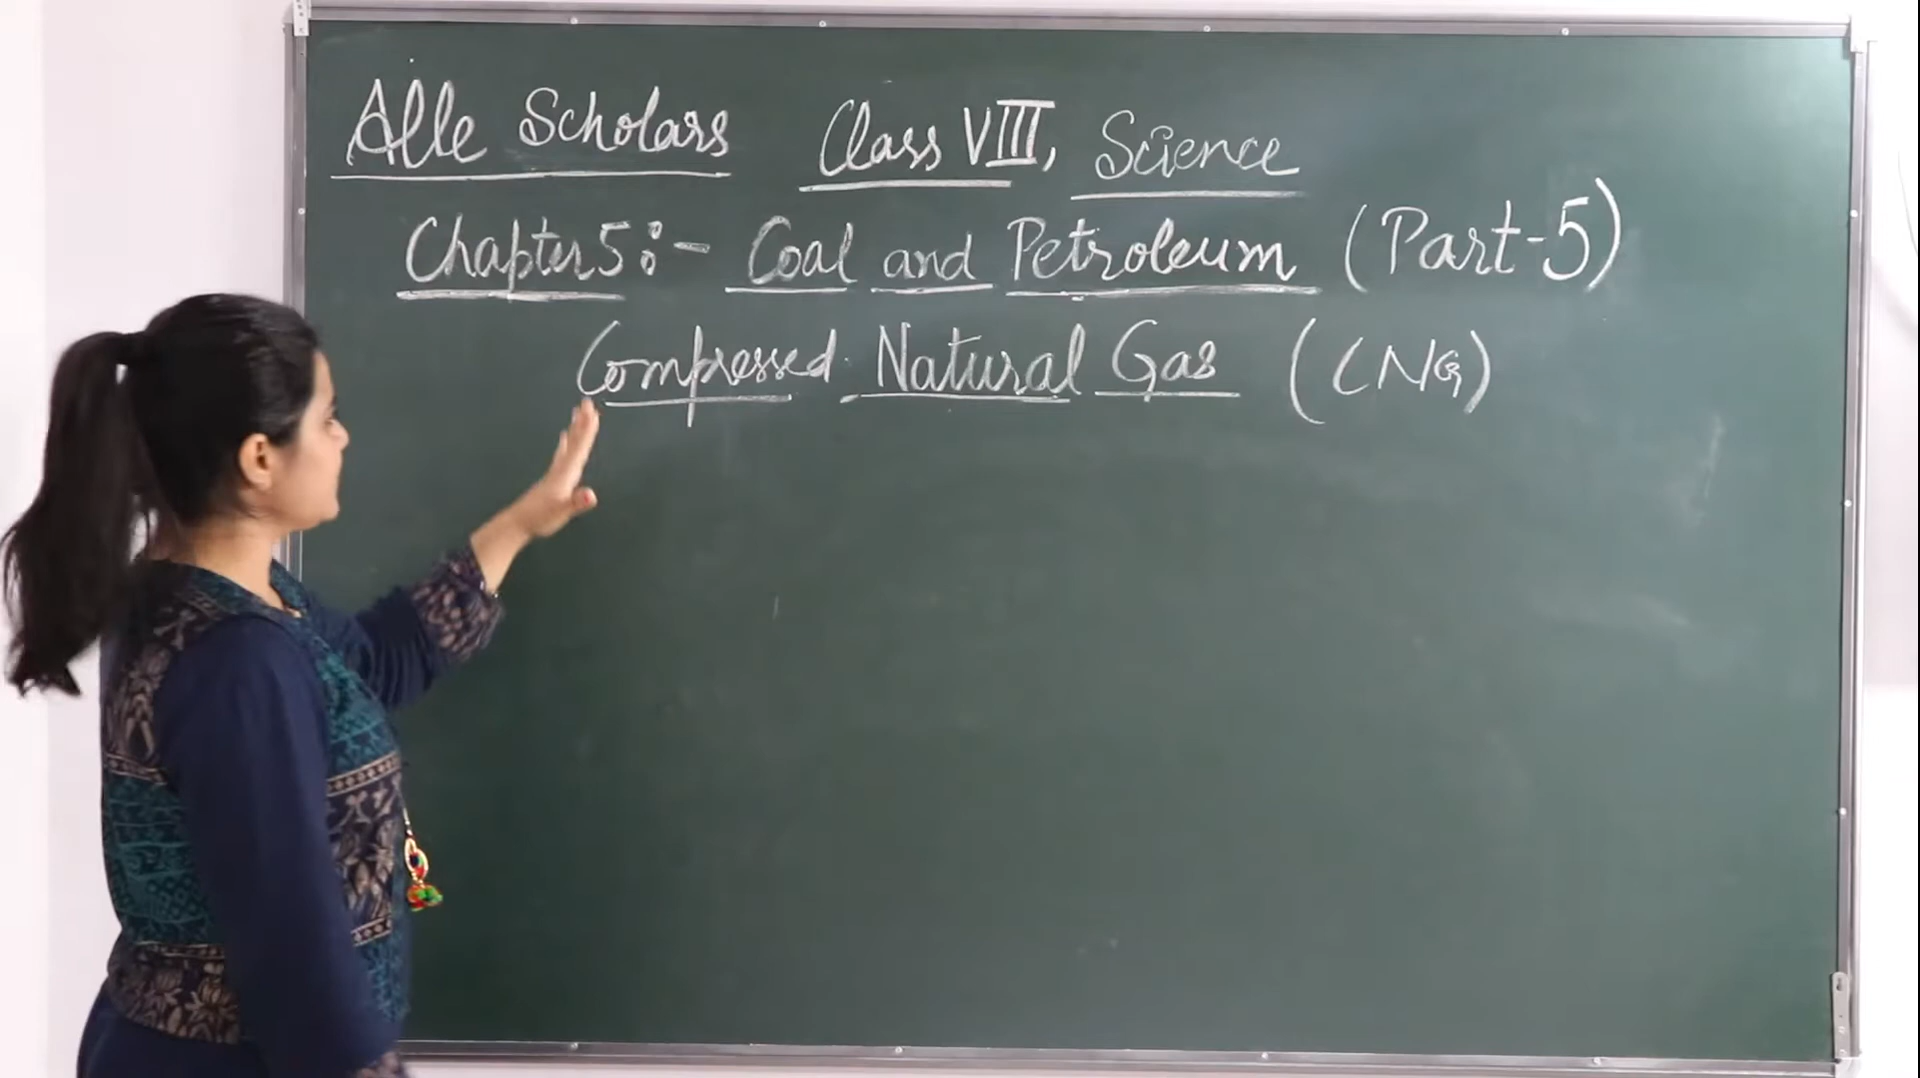 Alle Scholars Class VIII, Science
Chapter 5:- Coal and Petroleum (Part-5)
Compressed Natural Gas (CNG)